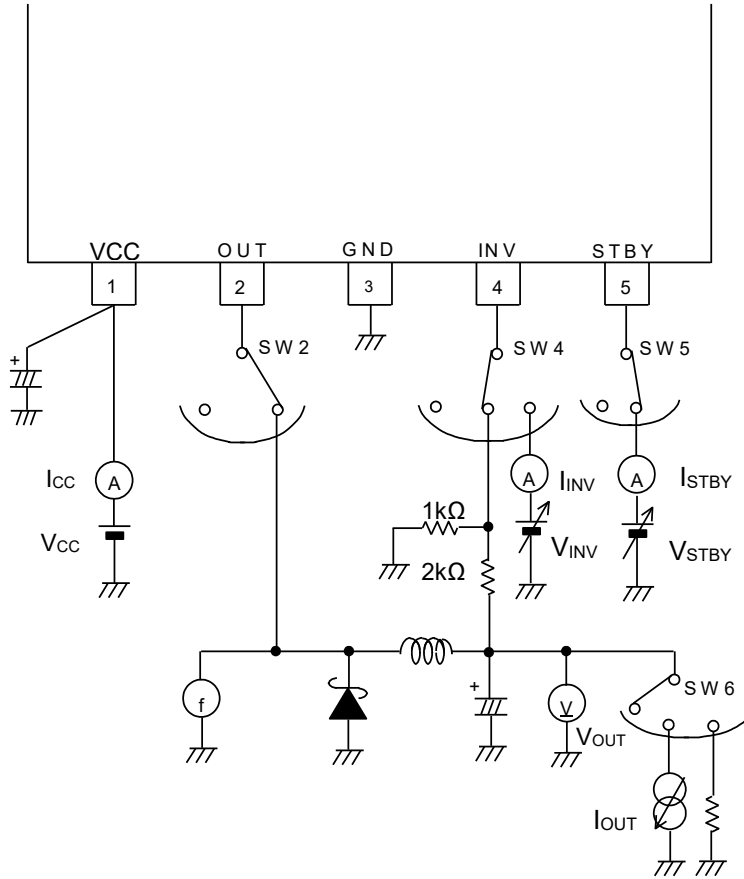 VCC OUT GND INV STBY
1 2 3 4 5
SW2 SW4 SW5
+
A A A
ICC IINV ISTBY
1kΩ
VCC VINV VSTBY
2kΩ
SW6
f + V
VOUT
IOUT